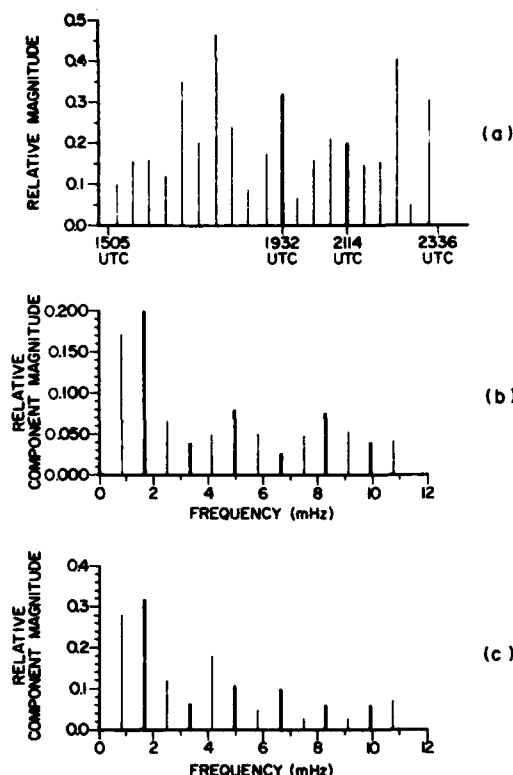 RELATIVE MAGNITUDE
0.5
0.4
0.3
0.2
0.1
0.0
1505 UTC
1932 UTC
2114 UTC
2336 UTC
(a)
RELATIVE COMPONENT MAGNITUDE
0.200
0.150
0.100
0.050
0.000
0 2 4 6 8 10 12
FREQUENCY (mHz)
(b)
RELATIVE COMPONENT MAGNITUDE
0.4
0.3
0.2
0.1
0.0
0 2 4 6 8 10 12
FREQUENCY (mHz)
(c)